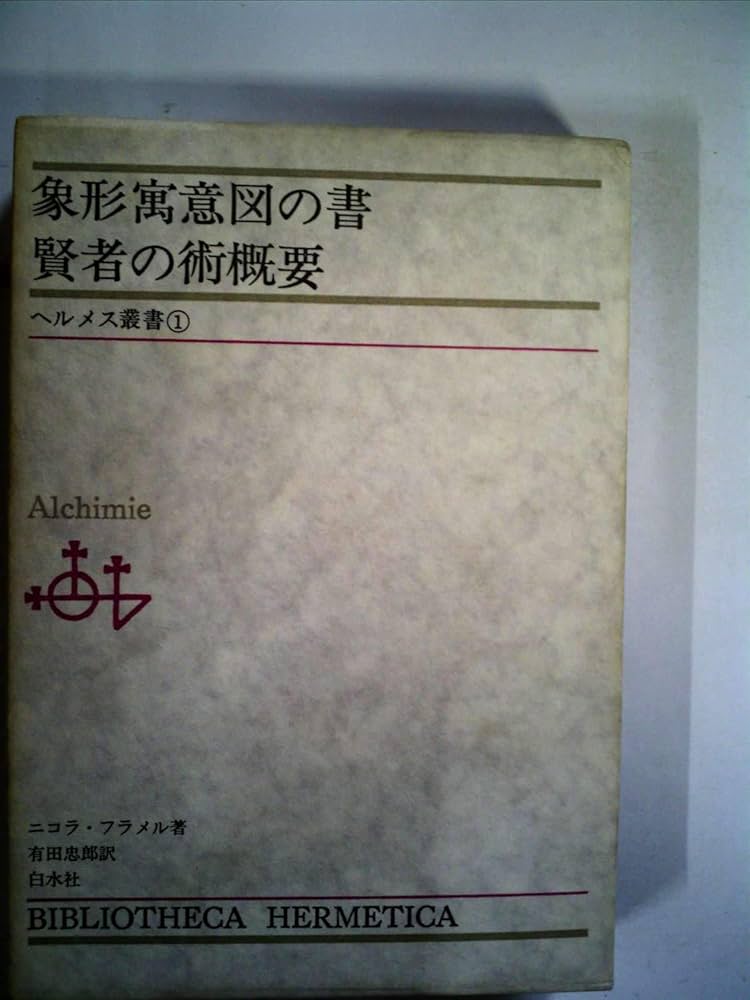 象形寓意図の書
賢者の術概要
ヘルメス叢書①
Alchimie
ニコラ・フラメル著
有田忠郎訳
白水社
BIBLIOTHECA HERMETICA